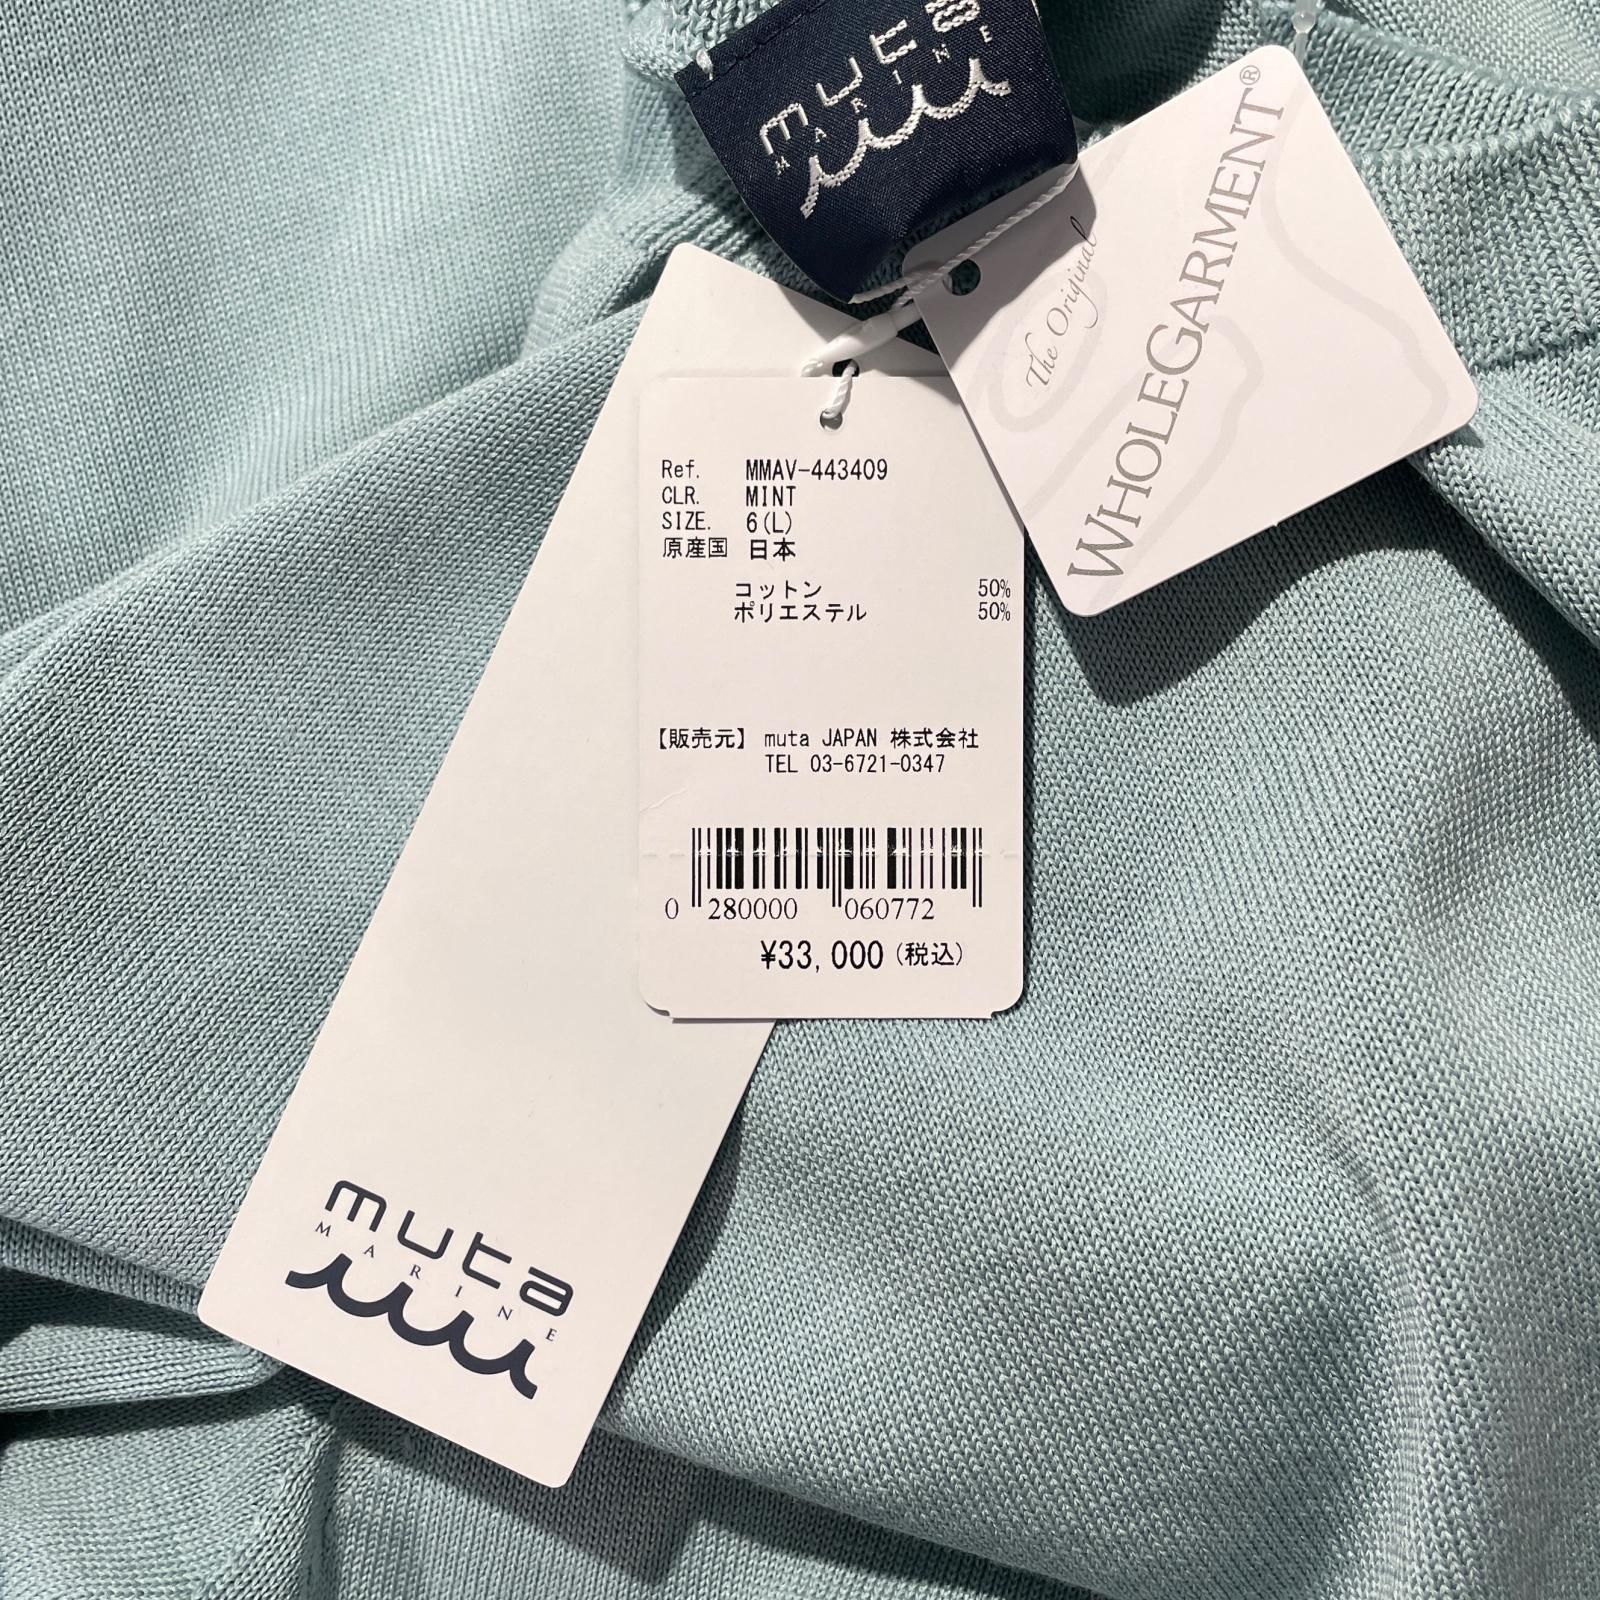 muta
MARINE
The Original
WHOLEGARMENT®
Ref. MMAV-443409
CLR. MINT
SIZE. 6(L)
原産国 日本
コットン 50%
ポリエステル 50%
【販売元】 muta JAPAN 株式会社
TEL 03-6721-0347
0 280000 060772
¥33,000(税込)
muta
MARINE